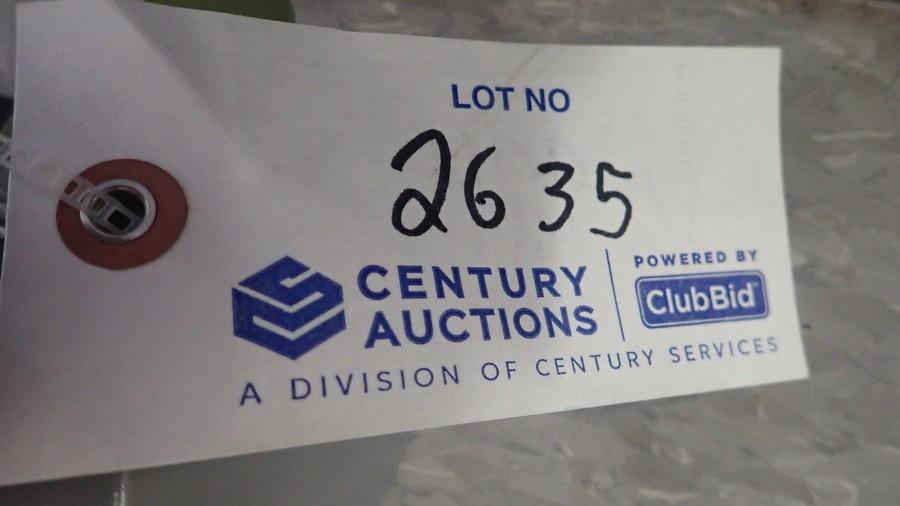 LOT NO
2635
CENTURY AUCTIONS
POWERED BY
ClubBid
A DIVISION OF CENTURY SERVICES